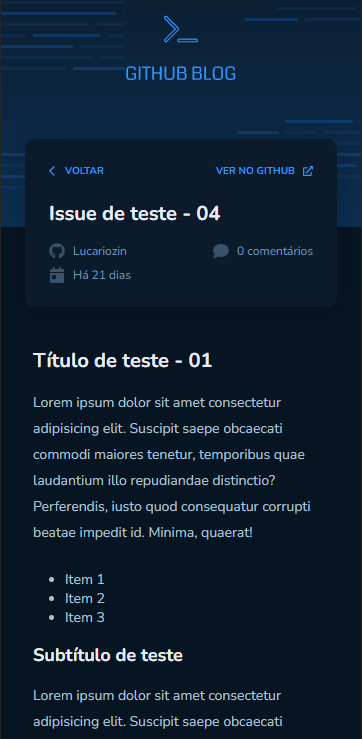 GITHUB BLOG
VOLTAR VER NO GITHUB
Issue de teste - 04
Lucariozin 0 comentários
Há 21 dias
Título de teste - 01
Lorem ipsum dolor sit amet consectetur
adipisicing elit. Suscipit saepe obcaecati
commodi maiores tenetur, temporibus quae
laudantium illo repudiandae distinctio?
Perferendis, iusto quod consequatur corrupti
beatae impedit id. Minima, quaerat!
Item 1
Item 2
Item 3
Subtítulo de teste
Lorem ipsum dolor sit amet consectetur
adipisicing elit. Suscipit saepe obcaecati